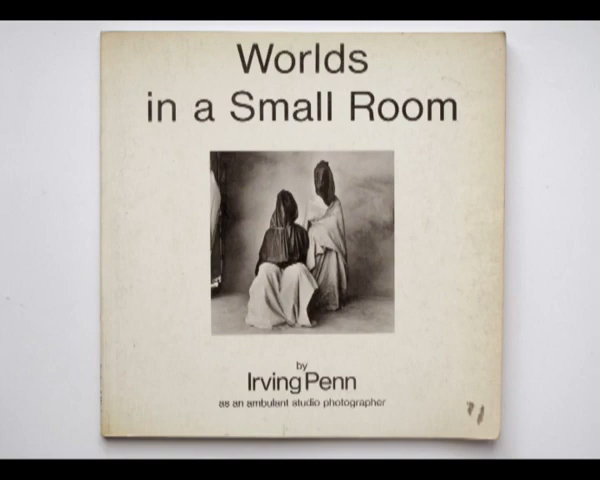 Worlds
in a Small Room
by
Irving Penn
as an ambulant studio photographer